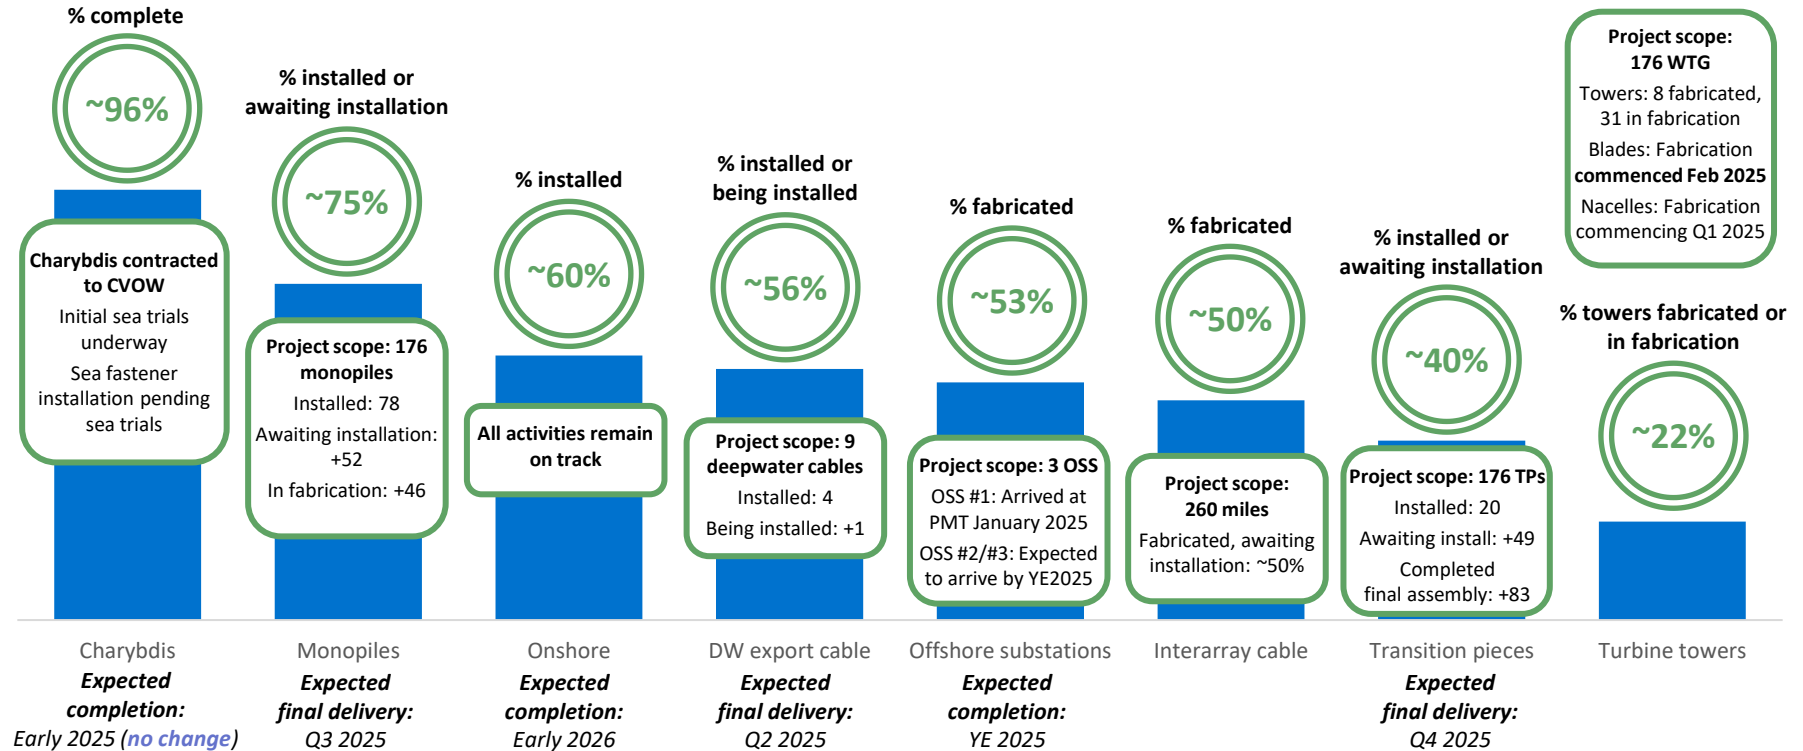 % complete
~96%
Charybdis contracted
to CVOW
Initial sea trials
underway
Sea fastener
installation pending
sea trials
Charybdis
Expected
completion:
Early 2025 (no change)
% installed or
awaiting installation
~75%
Project scope: 176
monopiles
Installed: 78
Awaiting installation:
+52
In fabrication: +46
Monopiles
Expected
final delivery:
Q3 2025
% installed
~60%
All activities remain
on track
Onshore
Expected
completion:
Early 2026
% installed or
being installed
~56%
Project scope: 9
deepwater cables
Installed: 4
Being installed: +1
DW export cable
Expected
final delivery:
Q2 2025
% fabricated
~53%
Project scope: 3 OSS
OSS #1: Arrived at
PMT January 2025
OSS #2/#3: Expected
to arrive by YE2025
Offshore substations
Expected
completion:
YE 2025
% fabricated
~50%
Project scope:
260 miles
Fabricated, awaiting
installation: ~50%
Interarray cable
% installed or
awaiting installation
~40%
Project scope: 176 TPs
Installed: 20
Awaiting install: +49
Completed
final assembly: +83
Transition pieces
Expected
final delivery:
Q4 2025
Project scope:
176 WTG
Towers: 8 fabricated,
31 in fabrication
Blades: Fabrication
commenced Feb 2025
Nacelles: Fabrication
commencing Q1 2025
% towers fabricated or
in fabrication
~22%
Turbine towers